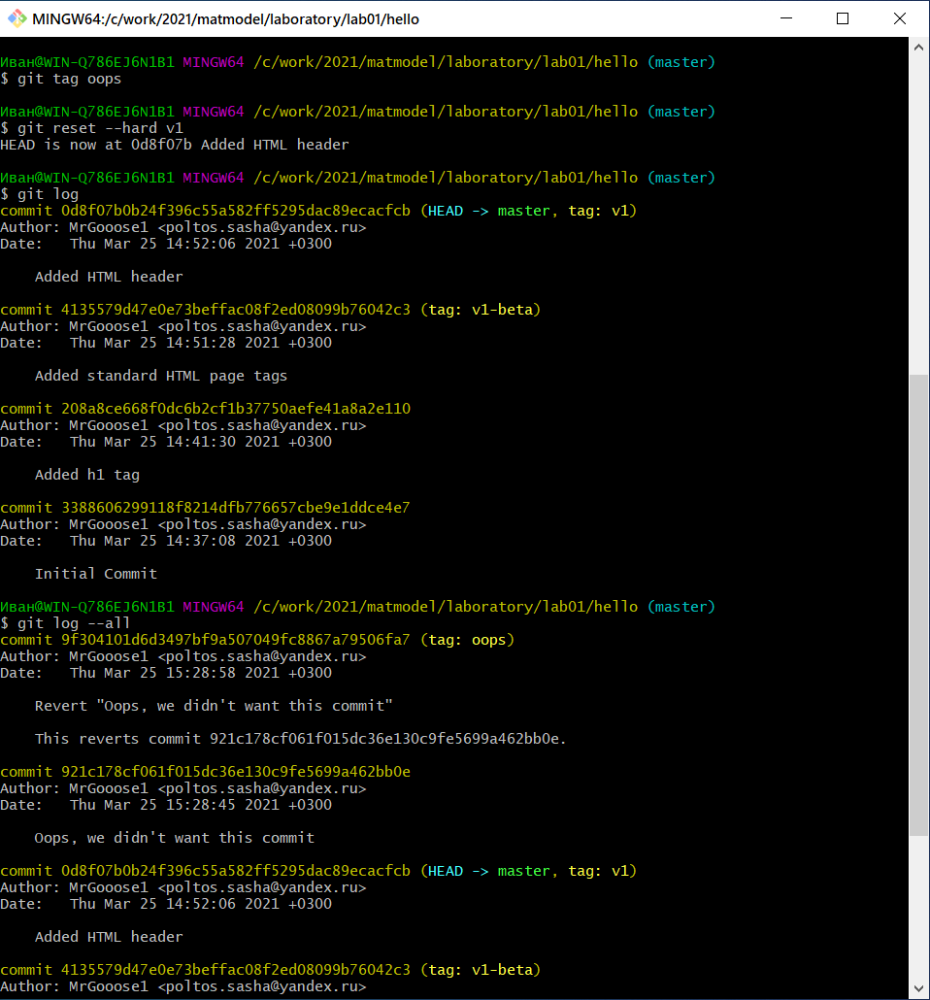 MINGW64:/c/work/2021/matmodel/laboratory/lab01/hello
Иван@WIN-Q786EJ6N1B1 MINGW64 /c/work/2021/matmodel/laboratory/lab01/hello (master)
$ git tag oops
Иван@WIN-Q786EJ6N1B1 MINGW64 /c/work/2021/matmodel/laboratory/lab01/hello (master)
$ git reset --hard v1
HEAD is now at 0d8f07b Added HTML header
Иван@WIN-Q786EJ6N1B1 MINGW64 /c/work/2021/matmodel/laboratory/lab01/hello (master)
$ git log
commit 0d8f07b0b24f396c55a582ff5295dac89ecacfcb (HEAD -> master, tag: v1)
Author: MrGooose1 <poltos.sasha@yandex.ru>
Date:   Thu Mar 25 14:52:06 2021 +0300
Added HTML header
commit 4135579d47e0e73beffac08f2ed08099b76042c3 (tag: v1-beta)
Author: MrGooose1 <poltos.sasha@yandex.ru>
Date:   Thu Mar 25 14:51:28 2021 +0300
Added standard HTML page tags
commit 208a8ce668f0dc6b2cf1b37750aefe41a8a2e110
Author: MrGooose1 <poltos.sasha@yandex.ru>
Date:   Thu Mar 25 14:41:30 2021 +0300
Added h1 tag
commit 3388606299118f8214dfb776657cbe9e1ddce4e7
Author: MrGooose1 <poltos.sasha@yandex.ru>
Date:   Thu Mar 25 14:37:08 2021 +0300
Initial Commit
Иван@WIN-Q786EJ6N1B1 MINGW64 /c/work/2021/matmodel/laboratory/lab01/hello (master)
$ git log --all
commit 9f304101d6d3497bf9a507049fc8867a79506fa7 (tag: oops)
Author: MrGooose1 <poltos.sasha@yandex.ru>
Date:   Thu Mar 25 15:28:58 2021 +0300
Revert "Oops, we didn't want this commit"
This reverts commit 921c178cf061f015dc36e130c9fe5699a462bb0e.
commit 921c178cf061f015dc36e130c9fe5699a462bb0e
Author: MrGooose1 <poltos.sasha@yandex.ru>
Date:   Thu Mar 25 15:28:45 2021 +0300
Oops, we didn't want this commit
commit 0d8f07b0b24f396c55a582ff5295dac89ecacfcb (HEAD -> master, tag: v1)
Author: MrGooose1 <poltos.sasha@yandex.ru>
Date:   Thu Mar 25 14:52:06 2021 +0300
Added HTML header
commit 4135579d47e0e73beffac08f2ed08099b76042c3 (tag: v1-beta)
Author: MrGooose1 <poltos.sasha@yandex.ru>